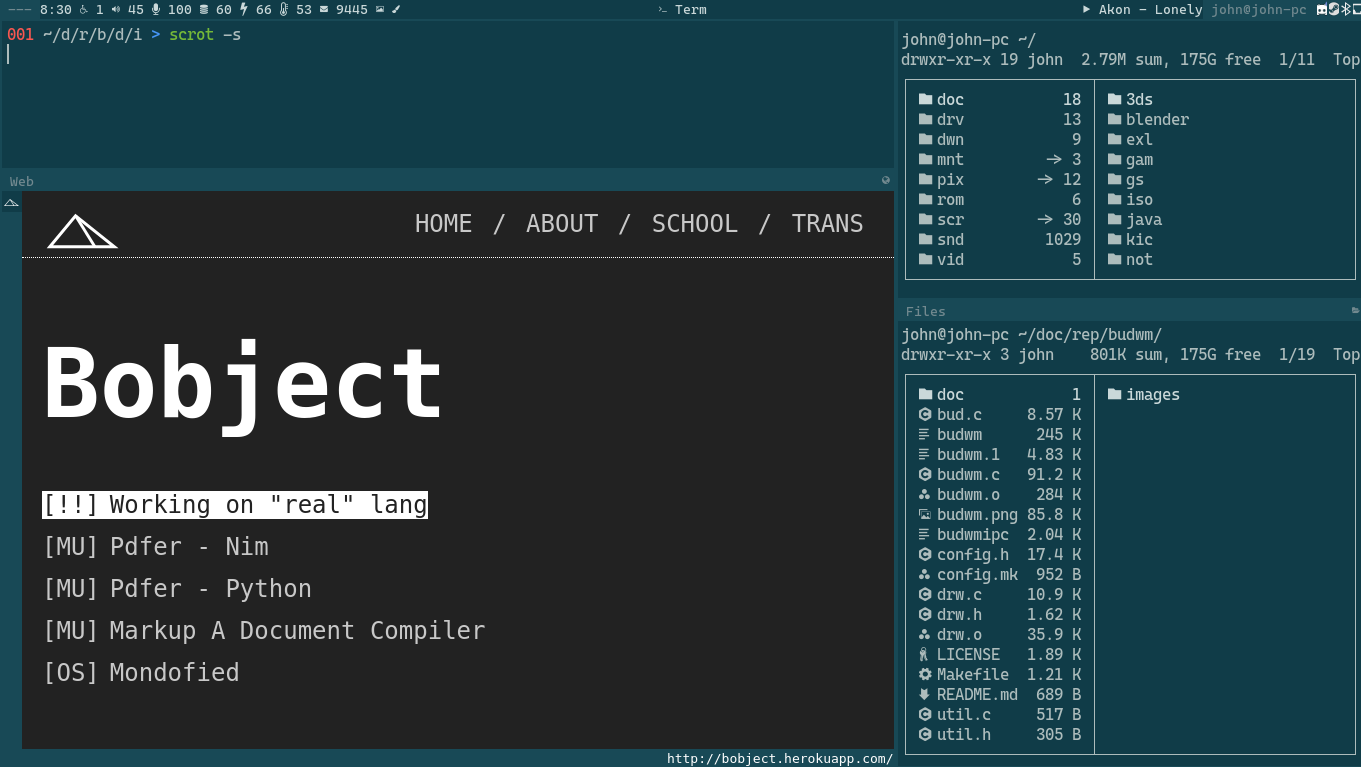 --- 8:30 1 45 100 60 66 53 9445
Term
Akon - Lonely john@john-pc
001 ~/d/r/b/d/i > scrot -s
Web
HOME / ABOUT / SCHOOL / TRANS
Bobject
[!!] Working on "real" lang
[MU] Pdfer - Nim
[MU] Pdfer - Python
[MU] Markup A Document Compiler
[OS] Mondofied
http://bobject.herokuapp.com/
john@john-pc ~/
drwxr-xr-x 19 john 2.79M sum, 175G free 1/11 Top
doc 18 3ds
drv 13 blender
dwn 9 exl
mnt -> 3 gam
pix -> 12 gs
rom 6 iso
scr -> 30 java
snd 1029 kic
vid 5 not
Files
john@john-pc ~/doc/rep/budwm/
drwxr-xr-x 3 john 801K sum, 175G free 1/19 Top
doc 1 images
bud.c 8.57 K
budwm 245 K
budwm.1 4.83 K
budwm.c 91.2 K
budwm.o 284 K
budwm.png 85.8 K
budwmipc 2.04 K
config.h 17.4 K
config.mk 952 B
drw.c 10.9 K
drw.h 1.62 K
drw.o 35.9 K
LICENSE 1.89 K
Makefile 1.21 K
README.md 689 B
util.c 517 B
util.h 305 B